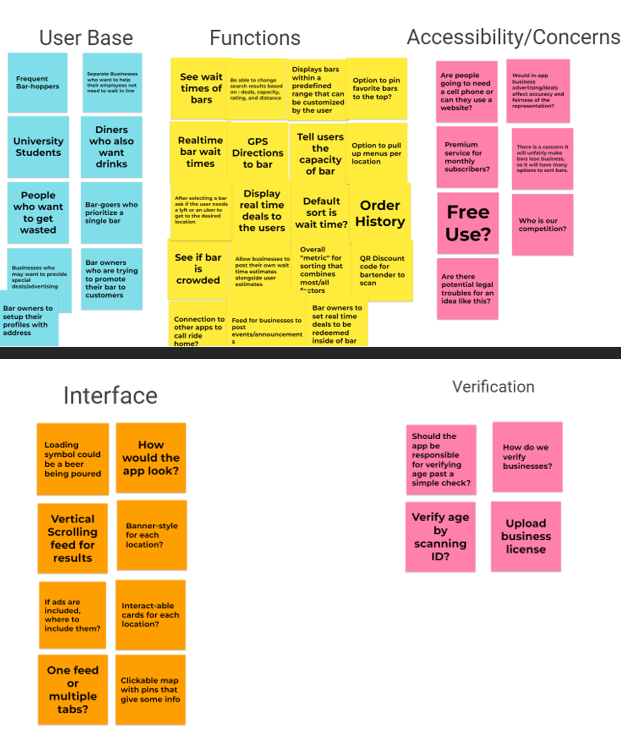 User Base
Frequent
Bar-hoppers
Seperate Businesses
who want to help
their employees not
need to wait in line
University
Students
Diners
who also
want
drinks
People
who want
to get
wasted
Bar-goers who
prioritize a
single bar
Businesses who
may want to provide
special
deals/advertising
Bar owners
who are trying
to promote
their bar to
customers
Bar owners to
setup their
profiles with
address
Functions
See wait
times of
bars
Be able to change
search results based
on : deals, capacity,
rating, and distance
Displays bars
within a
predefined
range that can
be customized
by the user
Option to pin
favorite bars
to the top?
Realtime
bar wait
times
GPS
Directions
to bar
Tell users
the
capacity
of bar
Option to pull
up menus per
location
After selecting a bar
ask if the user needs
a lyft or an uber to
get to the desired
location
Display
real time
deals to
the users
Default
sort is
wait time?
Order
History
See if bar
is
crowded
Allow businesses to
post their own wait
time estimates
alongside user
estimates
Overall
"metric" for
sorting that
combines
most/all
factors
QR Discount
code for
bartender to
scan
Connection to
other apps to
call ride
home?
Feed for businesses to
post
events/announcement
s
Bar owners to
set real time
deals to be
redeemed
inside of bar
Accessibility/Concerns
Are people
going to need
a cell phone or
can they use a
website?
Would in-app
business
advertising/deals
effect accurary and
fairness of the
representation?
Premium
service for
monthly
subscribers?
There is a concern it
will unfairly make
bars lose business,
so it will have many
options to sort bars.
Free
Use?
Who is our
competition?
Are there
potential legal
troubles for an
idea like this?
Interface
Loading
symbol could
be a beer
being poured
How
would the
app look?
Vertical
Scrolling
feed for
results
Banner-style
for each
location?
If ads are
included,
where to
include them?
Interact-able
cards for each
location?
One feed
or
multiple
tabs?
Clickable map
with pins that
give some info
Verification
Should the
app be
responsible
for verifying
age past a
simple check?
How do we
verify
businesses?
Verify age
by
scanning
ID?
Upload
business
license